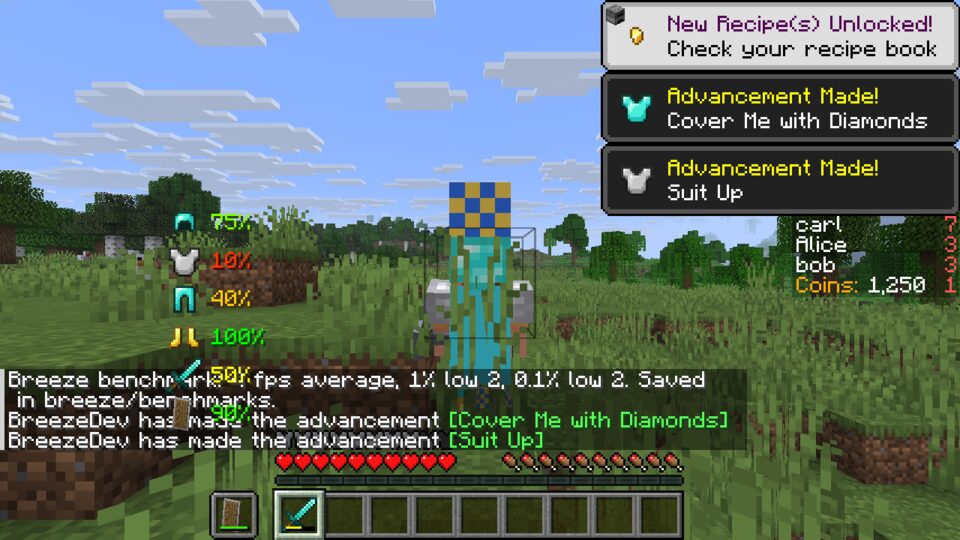 New Recipe(s) Unlocked!
Check your recipe book
Advancement Made!
Cover Me with Diamonds
Advancement Made!
Suit Up
carl 7
Alice 3
bob 3
Coins: 1,250 1
75%
10%
40%
100%
50%
90%
Breeze benchmark: fps average, 1% low 2, 0.1% low 2. Saved
in breeze/benchmarks.
BreezeDev has made the advancement [Cover Me with Diamonds]
BreezeDev has made the advancement [Suit Up]